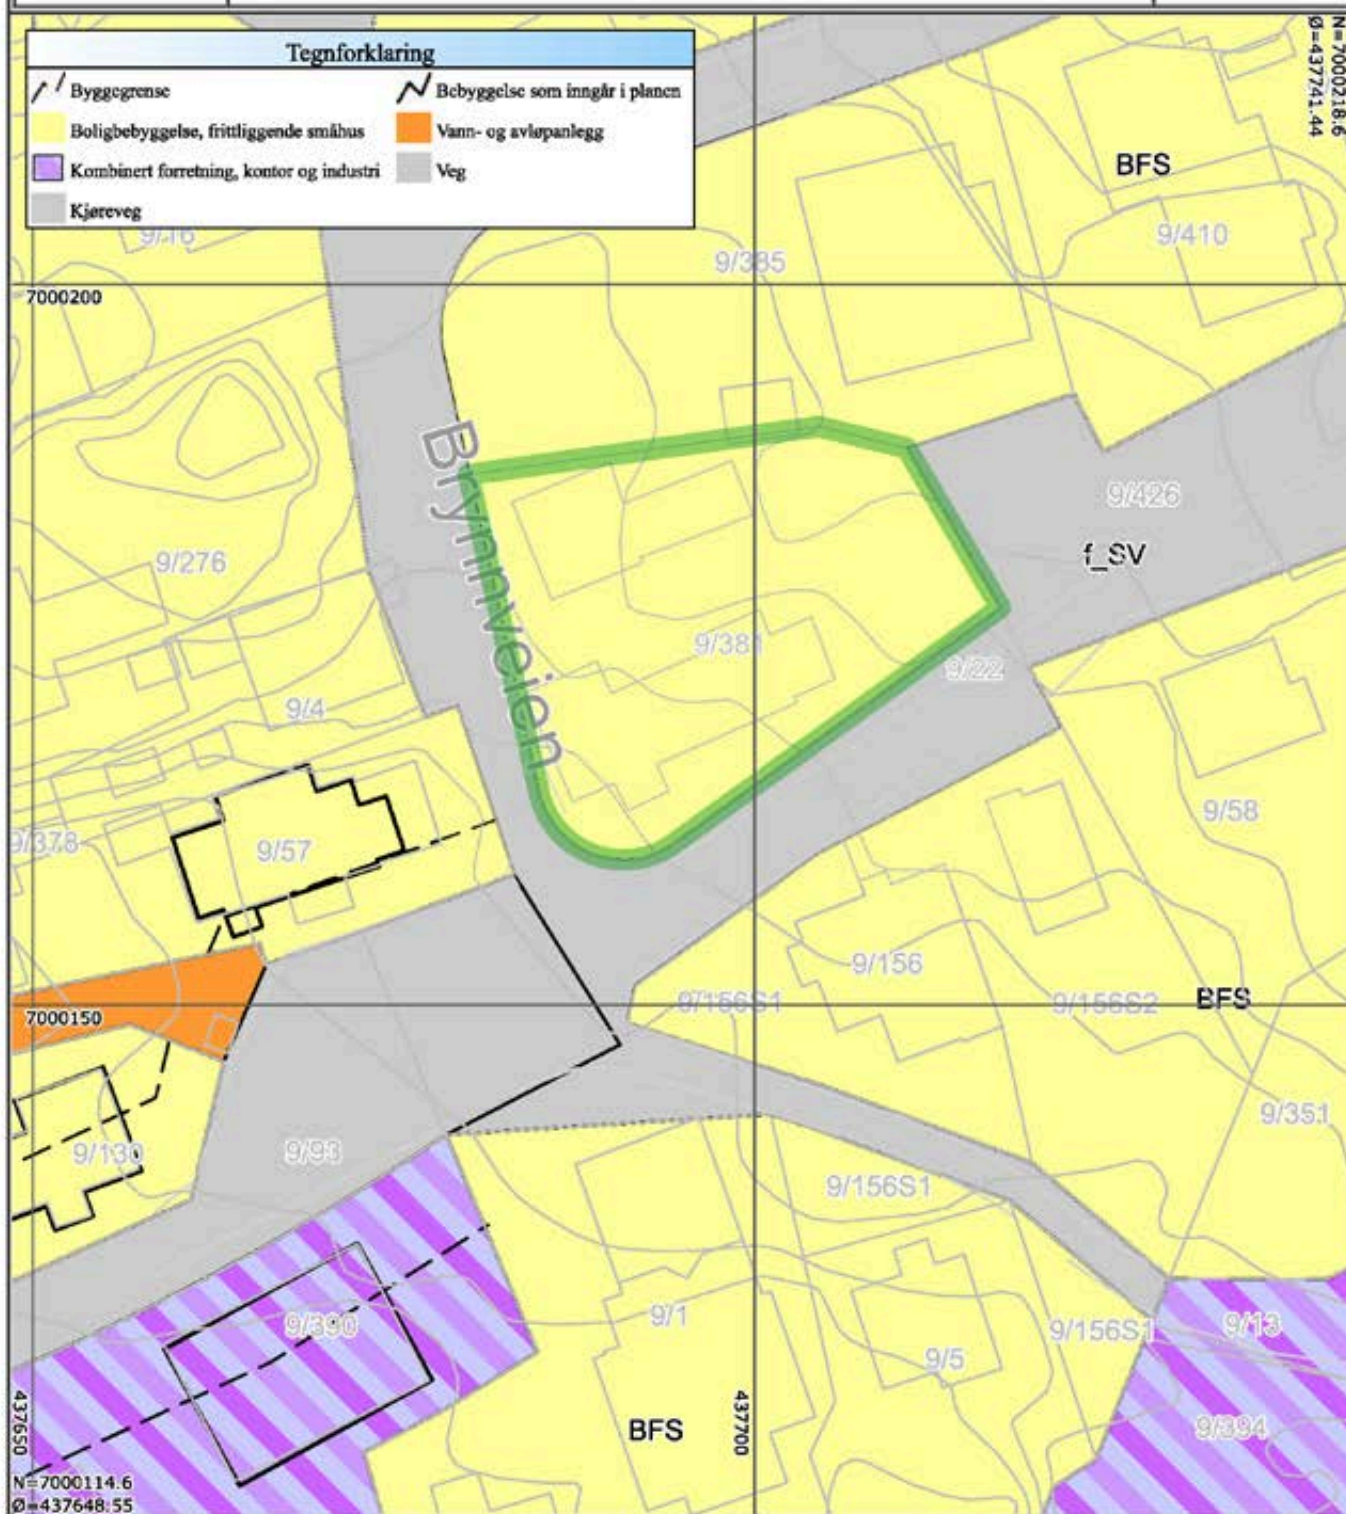 Tegnforklaring
Byggegrense
Bebyggelse som inngår i planen
Boligbebyggelse, frittliggende småhus
Vann- og avløpanlegg
Kombinert forretning, kontor og industri
Veg
Kjøreveg
N=7000218.6
Ø=437741.44
BFS
9/16
9/410
9/385
7000200
Brynnveien
9/426
f_SV
9/276
9/381
9/22
9/4
9/58
9/378
9/57
9/156
9/156S1
9/156S2
BFS
7000150
9/351
9/130
9/93
9/156S1
9/390
9/1
9/156S1
9/13
9/5
437650
437700
BFS
9/394
N=7000114.6
Ø=437648.55